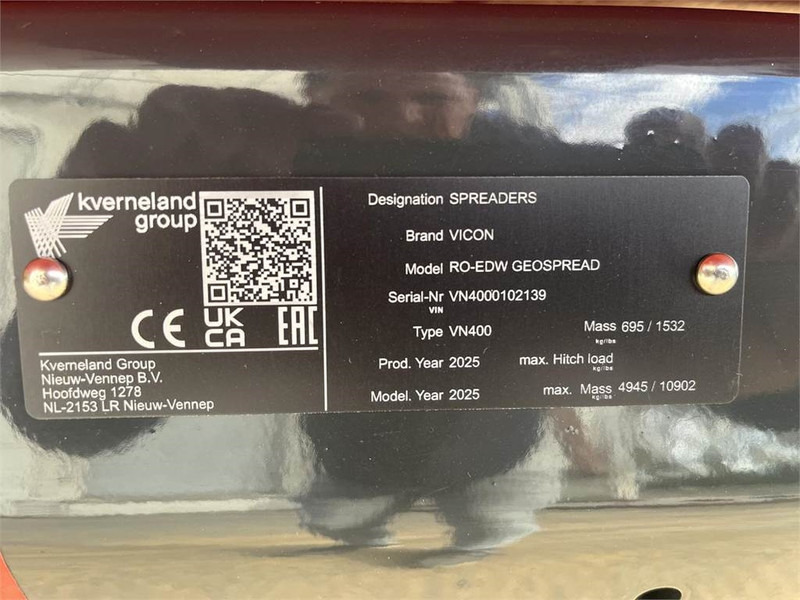 kverneland
group
CE UK CA EAC
Kverneland Group
Nieuw-Vennep B.V.
Hoofdweg 1278
NL-2153 LR Nieuw-Vennep
Designation SPREADERS
Brand VICON
Model RO-EDW GEOSPREAD
Serial-Nr VN4000102139
VIN
Type VN400 Mass 695 / 1532
kg/lbs
Prod. Year 2025 max. Hitch load
kg/lbs
Model. Year 2025 max. Mass 4945 / 10902
kg/lbs